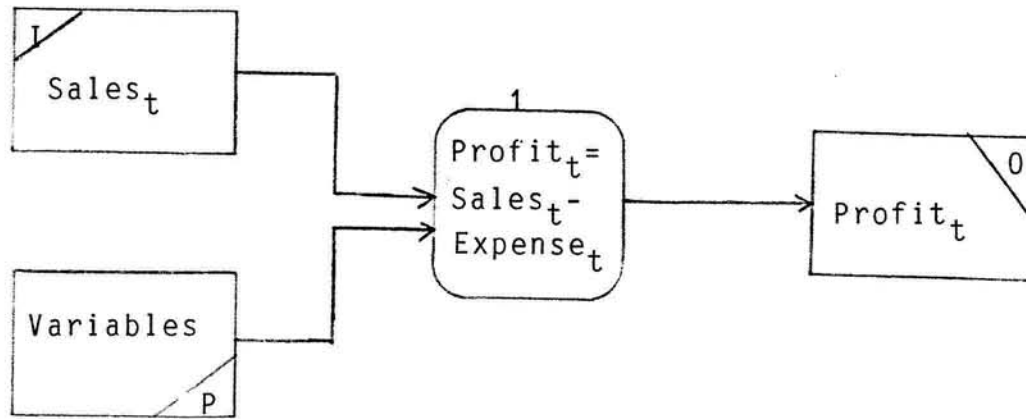 I
Sales_t
1
Profit_t=
Sales_t-
Expense_t
O
Profit_t
Variables
P